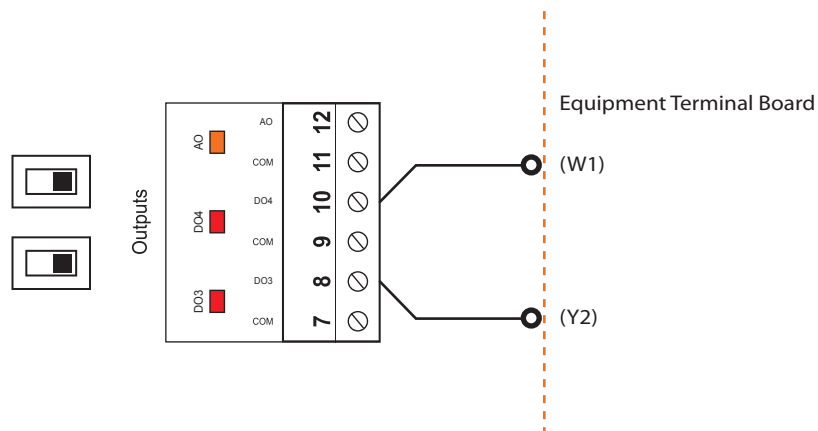 Equipment Terminal Board
Outputs
AO
AO
12
COM
11
(W1)
DO4
DO4
10
COM
9
DO3
DO3
8
COM
7
(Y2)